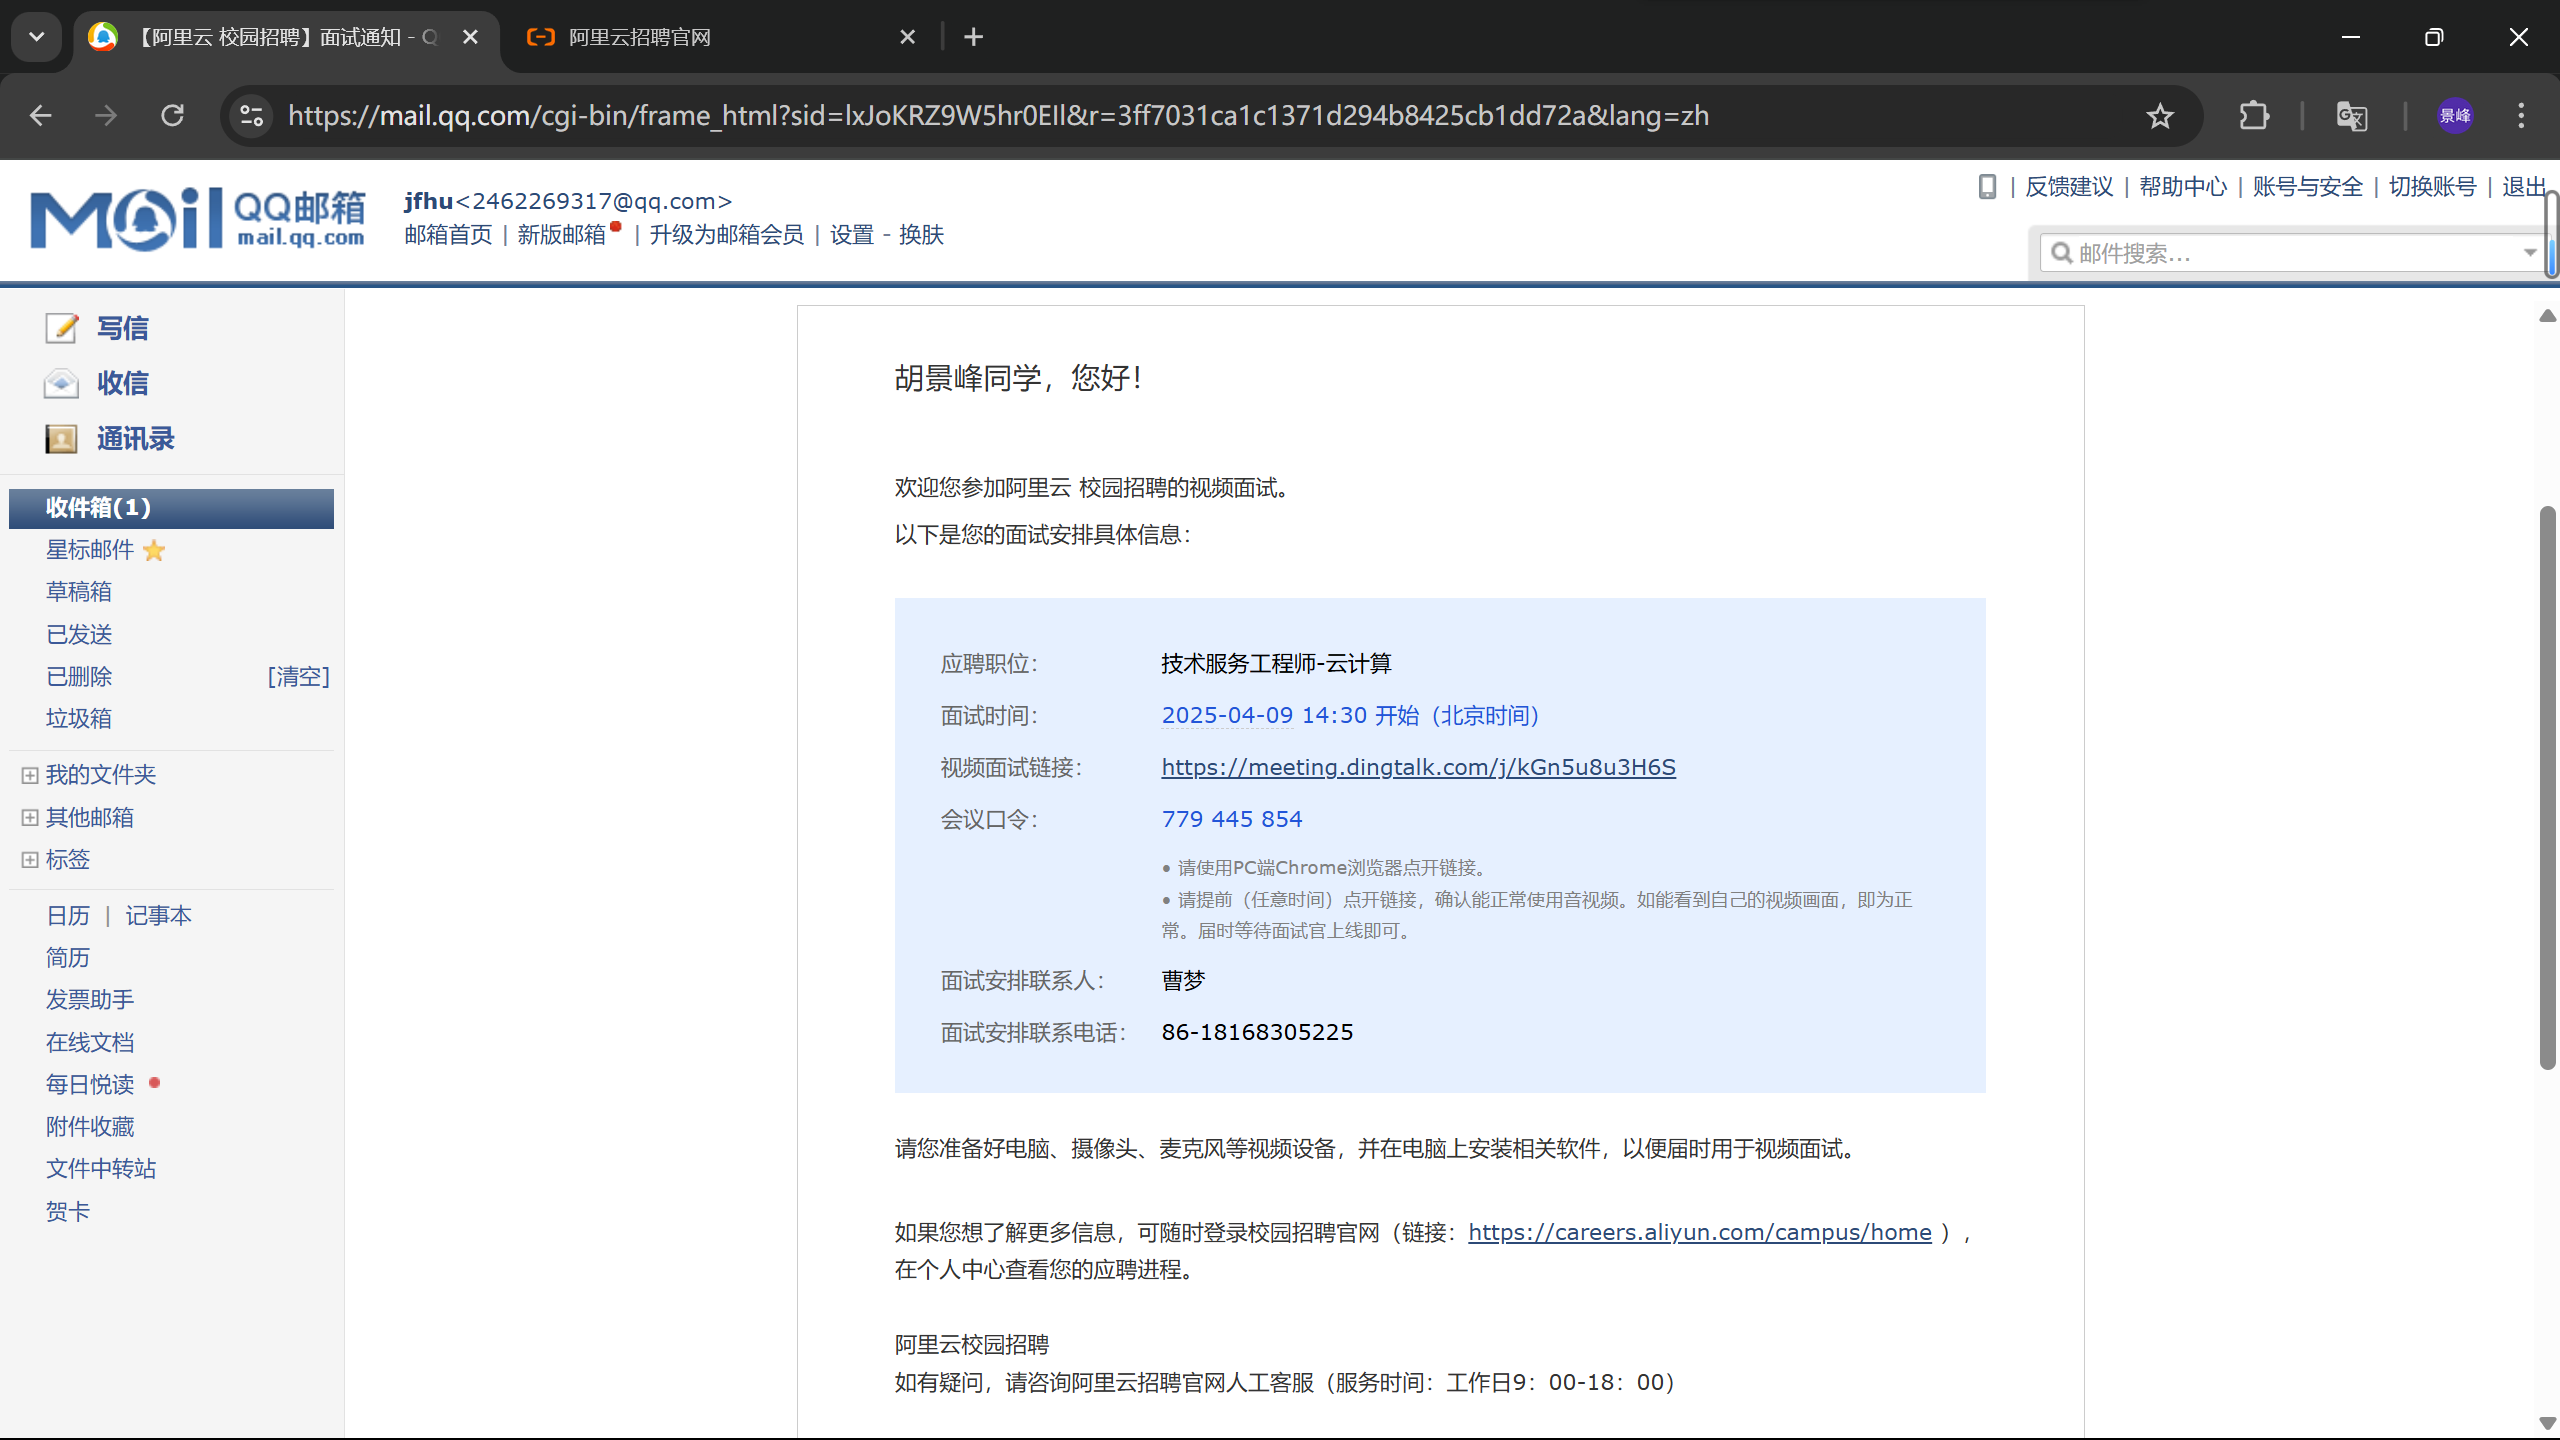 【阿里云 校园招聘】面试通知 - Q
阿里云招聘官网
https://mail.qq.com/cgi-bin/frame_html?sid=lxJoKRZ9W5hr0EIl&r=3ff7031ca1c1371d294b8425cb1dd72a&lang=zh
景峰
Mail QQ邮箱
mail.qq.com
jfhu<2462269317@qq.com>
邮箱首页 | 新版邮箱 | 升级为邮箱会员 | 设置 - 换肤
| 反馈建议 | 帮助中心 | 账号与安全 | 切换账号 | 退出
邮件搜索...
写信
收信
通讯录
收件箱(1)
星标邮件
草稿箱
已发送
已删除 [清空]
垃圾箱
我的文件夹
其他邮箱
标签
日历 | 记事本
简历
发票助手
在线文档
每日悦读
附件收藏
文件中转站
贺卡
胡景峰同学，您好！
欢迎您参加阿里云 校园招聘的视频面试。
以下是您的面试安排具体信息：
应聘职位： 技术服务工程师-云计算
面试时间： 2025-04-09 14:30 开始（北京时间）
视频面试链接： https://meeting.dingtalk.com/j/kGn5u8u3H6S
会议口令： 779 445 854
• 请使用PC端Chrome浏览器点开链接。
• 请提前（任意时间）点开链接，确认能正常使用音视频。如能看到自己的视频画面，即为正
常。届时等待面试官上线即可。
面试安排联系人： 曹梦
面试安排联系电话： 86-18168305225
请您准备好电脑、摄像头、麦克风等视频设备，并在电脑上安装相关软件，以便届时用于视频面试。
如果您想了解更多信息，可随时登录校园招聘官网（链接：https://careers.aliyun.com/campus/home ），
在个人中心查看您的应聘进程。
阿里云校园招聘
如有疑问，请咨询阿里云招聘官网人工客服（服务时间：工作日9：00-18：00）